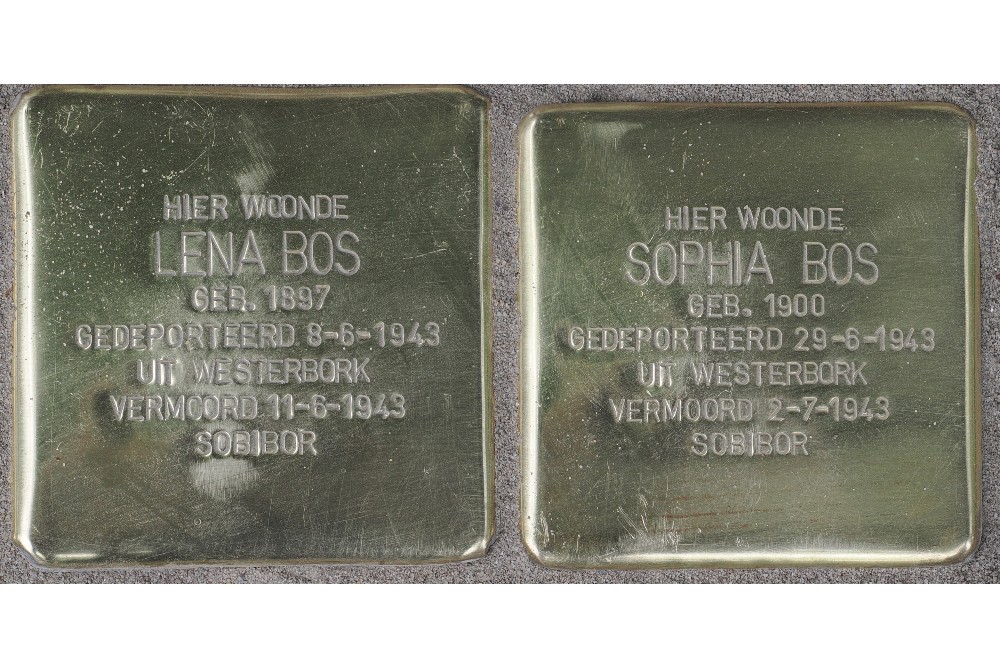 HIER WOONDE
LENA BOS
GEB. 1897
GEDEPORTEERD 8-6-1943
UIT WESTERBORK
VERMOORD 11-6-1943
SOBIBOR
HIER WOONDE
SOPHIA BOS
GEB. 1900
GEDEPORTEERD 29-6-1943
UIT WESTERBORK
VERMOORD 2-7-1943
SOBIBOR